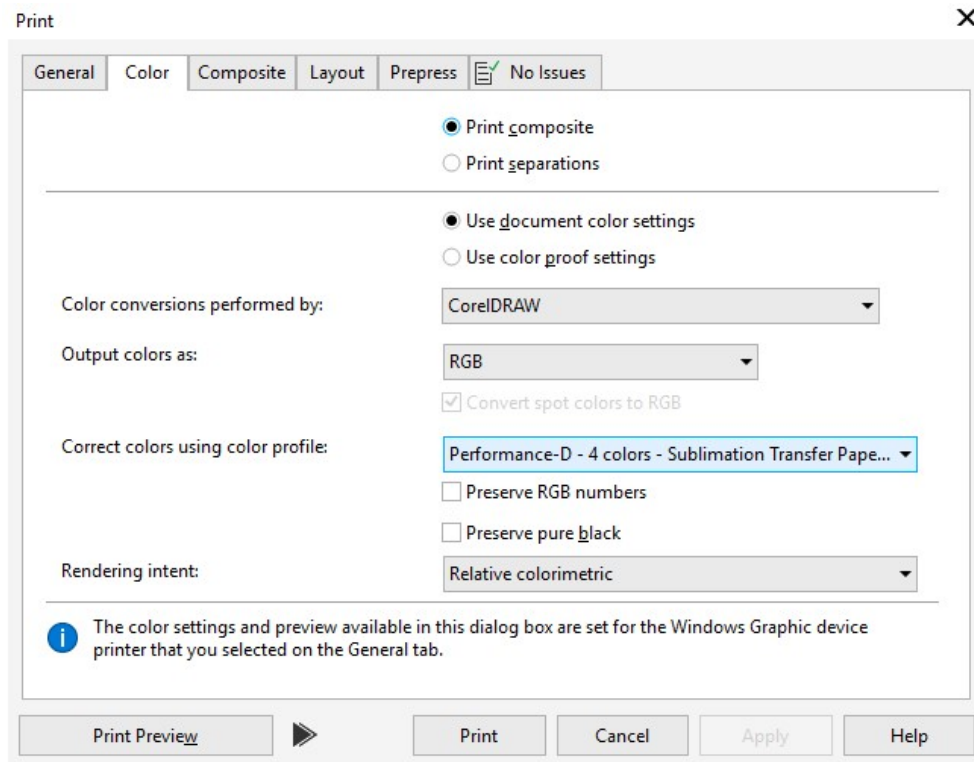 Print
General
Color
Composite
Layout
Prepress
No Issues
Print composite
Print separations
Use document color settings
Use color proof settings
Color conversions performed by:
CorelDRAW
Output colors as:
RGB
Convert spot colors to RGB
Correct colors using color profile:
Performance-D - 4 colors - Sublimation Transfer Pape...
Preserve RGB numbers
Preserve pure black
Rendering intent:
Relative colorimetric
The color settings and preview available in this dialog box are set for the Windows Graphic device
printer that you selected on the General tab.
Print Preview
Print
Cancel
Apply
Help